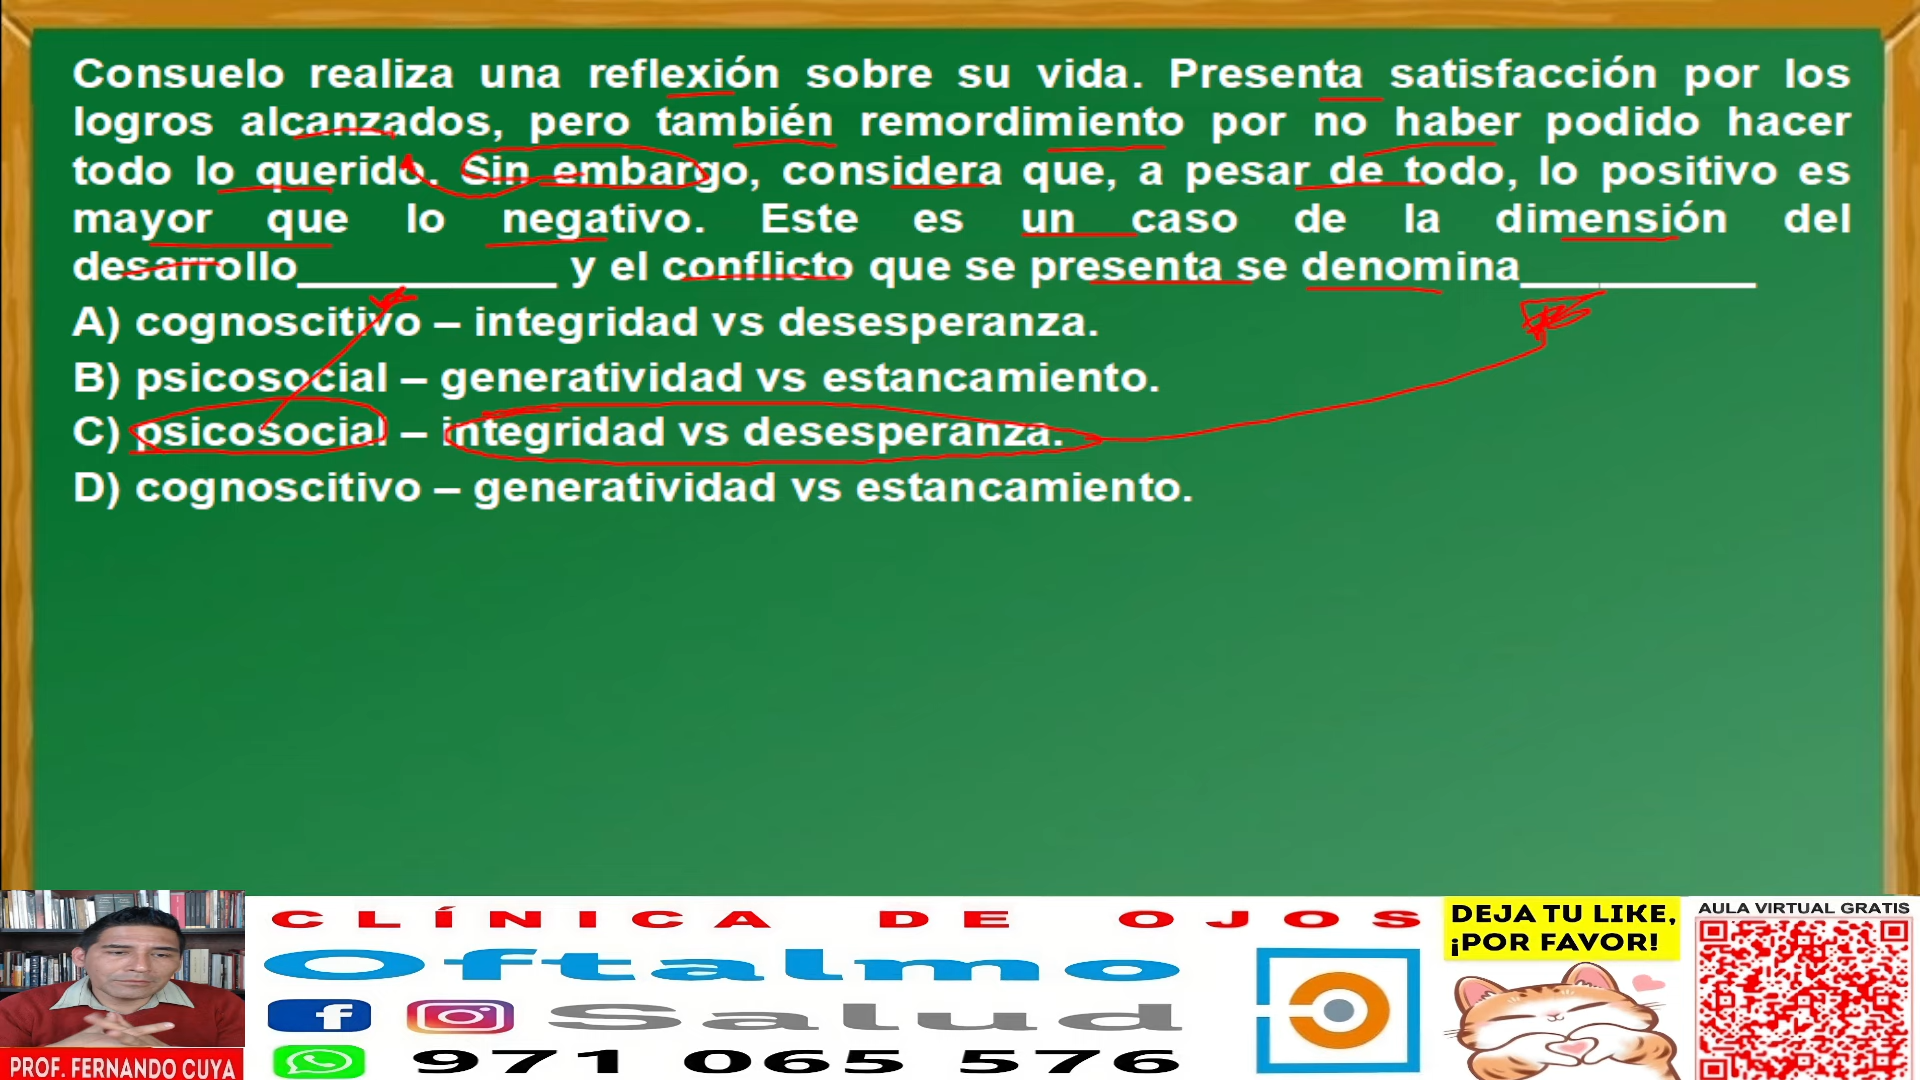 Consuelo realiza una reflexión sobre su vida. Presenta satisfacción por los
logros alcanzados, pero también remordimiento por no haber podido hacer
todo lo querido. Sin embargo, considera que, a pesar de todo, lo positivo es
mayor que lo negativo. Este es un caso de la dimensión del
desarrollo___________ y el conflicto que se presenta se denomina__________
A) cognoscitivo – integridad vs desesperanza.
B) psicosocial – generatividad vs estancamiento.
C) psicosocial – integridad vs desesperanza.
D) cognoscitivo – generatividad vs estancamiento.
CLÍNICA DE OJOS
Oftalmo
Salud
971 065 576
DEJA TU LIKE,
¡POR FAVOR!
AULA VIRTUAL GRATIS
PROF. FERNANDO CUYA